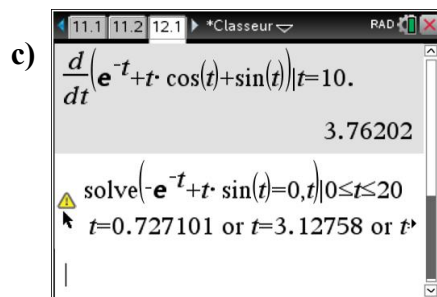 11.1 11.2 12.1 *Classeur RAD
c)
d/dt(e^-t+t·cos(t)+sin(t))|t=10.
3.76202
solve(-e^-t+t·sin(t)=0,t)|0≤t≤20
t=0.727101 or t=3.12758 or t